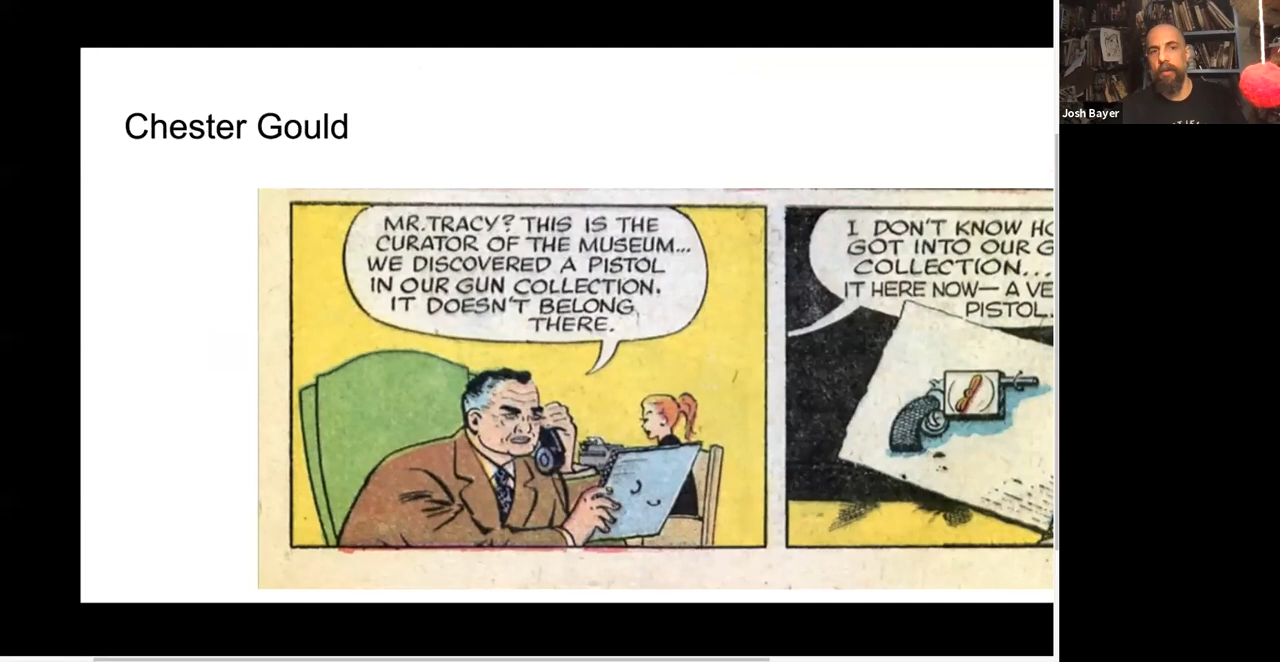 Chester Gould
MR. TRACY? THIS IS THE
CURATOR OF THE MUSEUM...
WE DISCOVERED A PISTOL
IN OUR GUN COLLECTION.
IT DOESN'T BELONG
THERE.
I DON'T KNOW
GOT INTO OUR
COLLECTION...
IT HERE NOW— A
PISTOL.
Josh Bayer